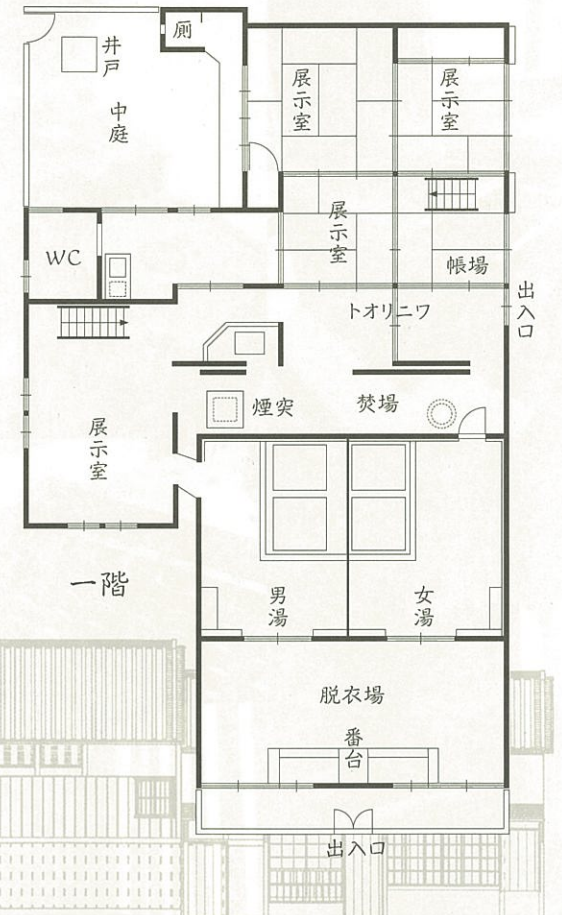 厠
井戸
中庭
展示室
展示室
展示室
WC
帳場
出入口
トオリニワ
煙突
焚場
展示室
一階
男湯
女湯
脱衣場
番台
出入口